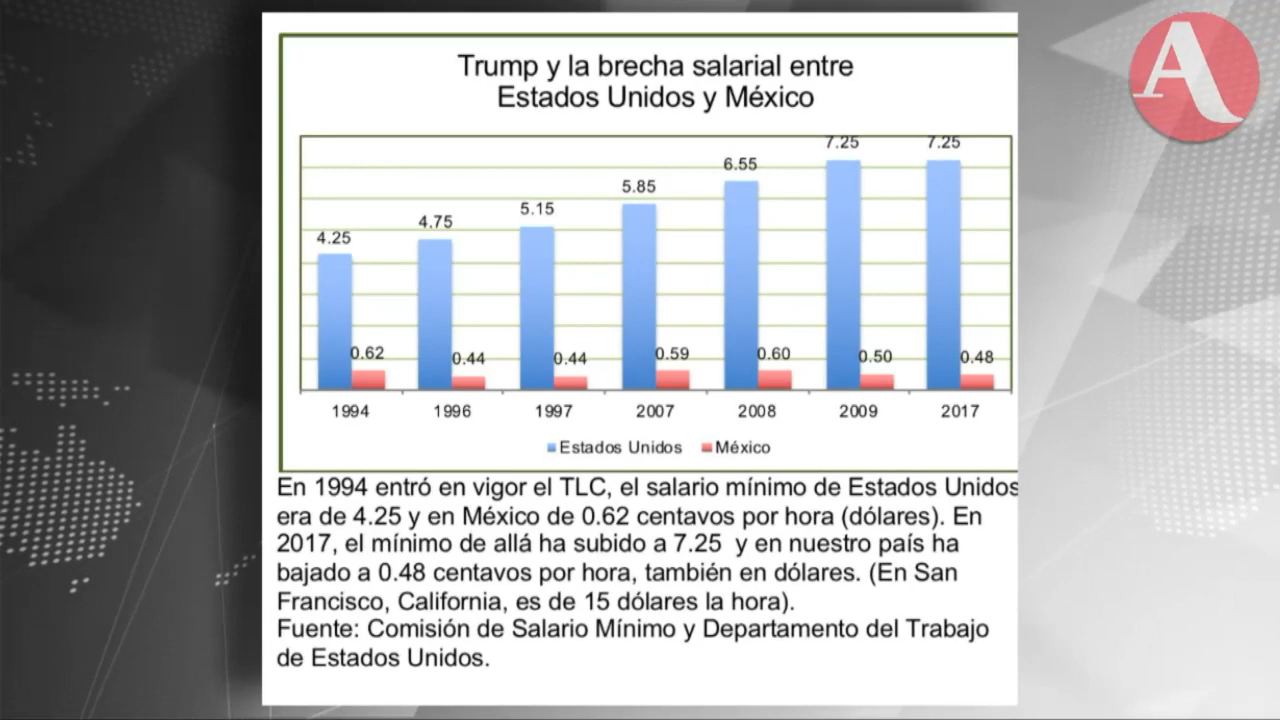 A
Trump y la brecha salarial entre
Estados Unidos y México
4.25 4.75 5.15 5.85 6.55 7.25 7.25
0.62 0.44 0.44 0.59 0.60 0.50 0.48
1994 1996 1997 2007 2008 2009 2017
Estados Unidos México
En 1994 entró en vigor el TLC, el salario mínimo de Estados Unidos
era de 4.25 y en México de 0.62 centavos por hora (dólares). En
2017, el mínimo de allá ha subido a 7.25 y en nuestro país ha
bajado a 0.48 centavos por hora, también en dólares. (En San
Francisco, California, es de 15 dólares la hora).
Fuente: Comisión de Salario Mínimo y Departamento del Trabajo
de Estados Unidos.